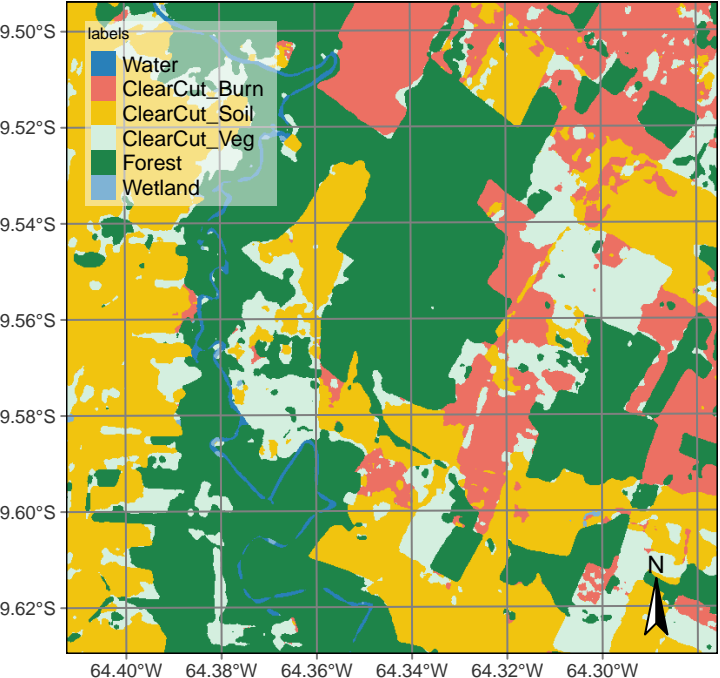 labels
Water
ClearCut_Burn
ClearCut_Soil
ClearCut_Veg
Forest
Wetland
9.50°S
9.52°S
9.54°S
9.56°S
9.58°S
9.60°S
9.62°S
N
64.40°W 64.38°W 64.36°W 64.34°W 64.32°W 64.30°W